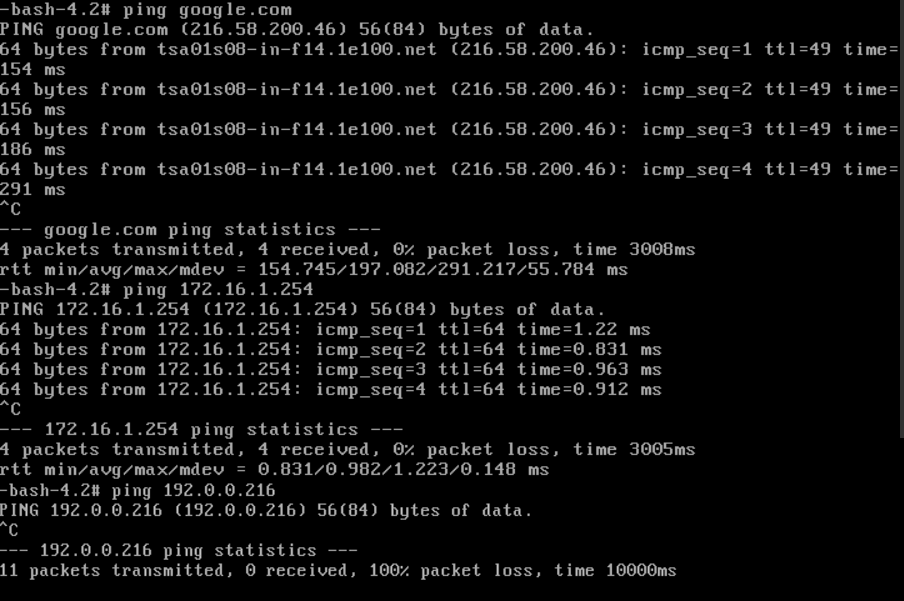 -bash-4.2# ping google.com
PING google.com (216.58.200.46) 56(84) bytes of data.
64 bytes from tsa01s08-in-f14.1e100.net (216.58.200.46): icmp_seq=1 ttl=49 time=
154 ms
64 bytes from tsa01s08-in-f14.1e100.net (216.58.200.46): icmp_seq=2 ttl=49 time=
156 ms
64 bytes from tsa01s08-in-f14.1e100.net (216.58.200.46): icmp_seq=3 ttl=49 time=
186 ms
64 bytes from tsa01s08-in-f14.1e100.net (216.58.200.46): icmp_seq=4 ttl=49 time=
291 ms
^C
--- google.com ping statistics ---
4 packets transmitted, 4 received, 0% packet loss, time 3008ms
rtt min/avg/max/mdev = 154.745/197.082/291.217/55.784 ms
-bash-4.2# ping 172.16.1.254
PING 172.16.1.254 (172.16.1.254) 56(84) bytes of data.
64 bytes from 172.16.1.254: icmp_seq=1 ttl=64 time=1.22 ms
64 bytes from 172.16.1.254: icmp_seq=2 ttl=64 time=0.831 ms
64 bytes from 172.16.1.254: icmp_seq=3 ttl=64 time=0.963 ms
64 bytes from 172.16.1.254: icmp_seq=4 ttl=64 time=0.912 ms
^C
--- 172.16.1.254 ping statistics ---
4 packets transmitted, 4 received, 0% packet loss, time 3005ms
rtt min/avg/max/mdev = 0.831/0.982/1.223/0.148 ms
-bash-4.2# ping 192.0.0.216
PING 192.0.0.216 (192.0.0.216) 56(84) bytes of data.
^C
--- 192.0.0.216 ping statistics ---
11 packets transmitted, 0 received, 100% packet loss, time 10000ms